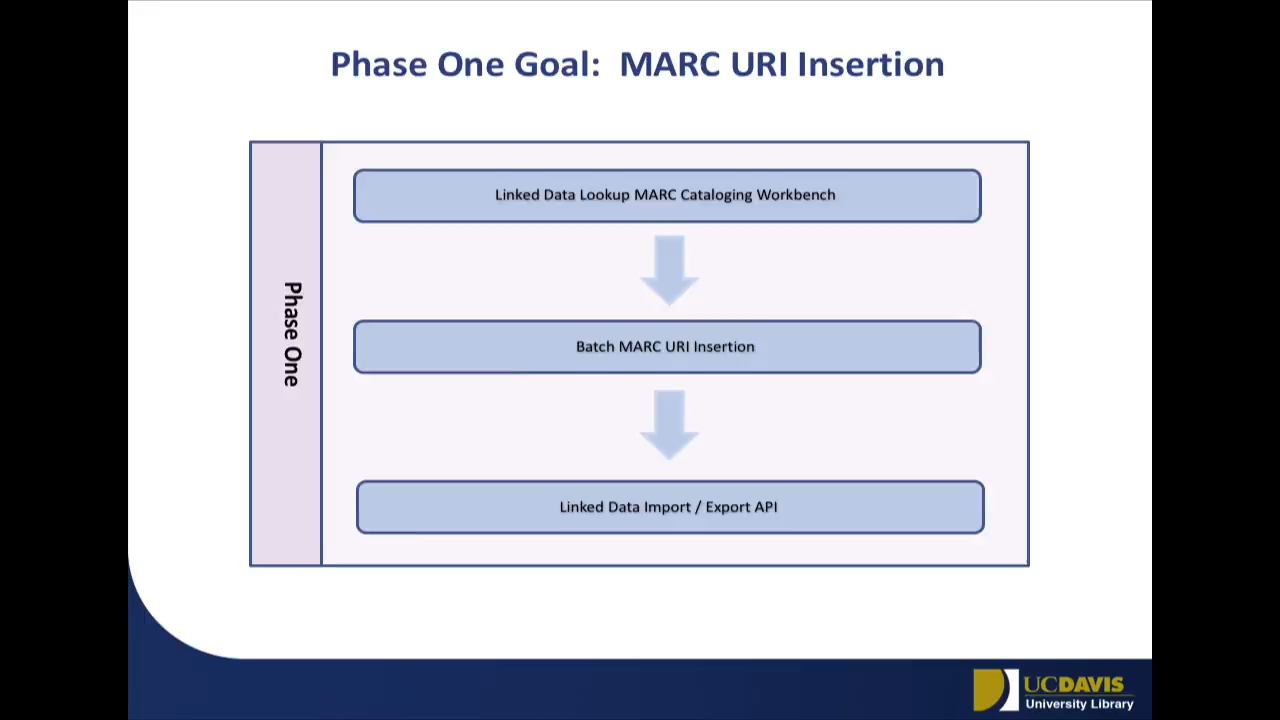 Phase One Goal:  MARC URI Insertion
Phase One
Linked Data Lookup MARC Cataloging Workbench
Batch MARC URI Insertion
Linked Data Import / Export API
UCDAVIS
University Library